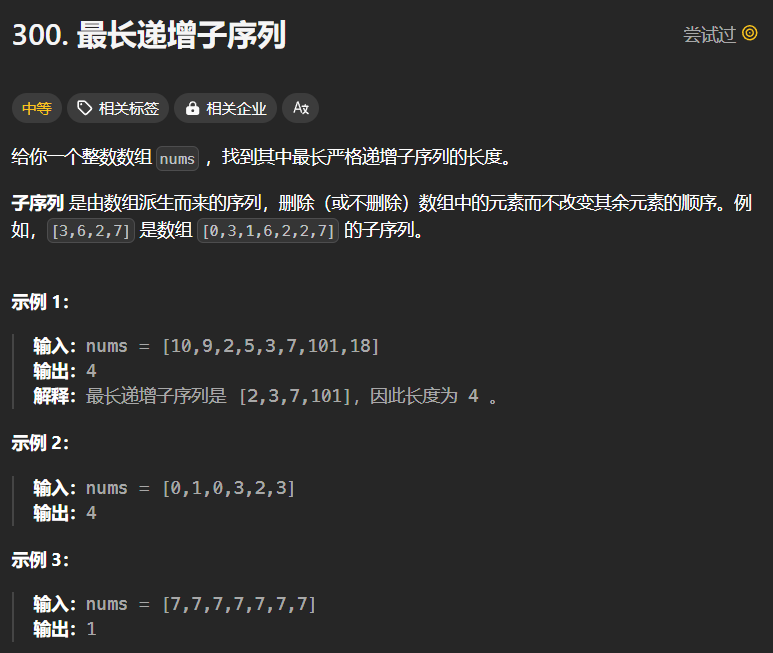 300. 最长递增子序列
尝试过
中等 相关标签 相关企业 Aあ
给你一个整数数组 nums ，找到其中最长严格递增子序列的长度。
子序列 是由数组派生而来的序列，删除（或不删除）数组中的元素而不改变其余元素的顺序。例
如，[3,6,2,7] 是数组 [0,3,1,6,2,2,7] 的子序列。
示例 1：
输入：nums = [10,9,2,5,3,7,101,18]
输出：4
解释：最长递增子序列是 [2,3,7,101]，因此长度为 4 。
示例 2：
输入：nums = [0,1,0,3,2,3]
输出：4
示例 3：
输入：nums = [7,7,7,7,7,7,7]
输出：1